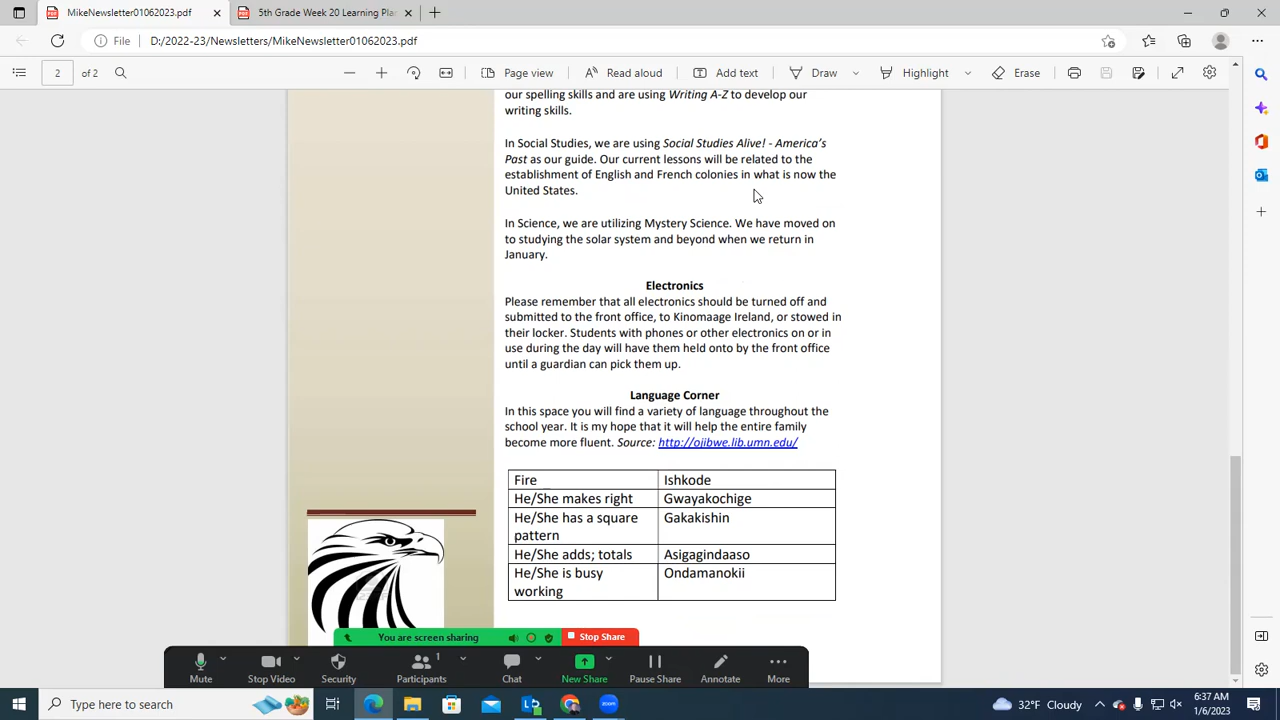 MikeNewsletter01062023.pdf
5th Grade Week 20 Learning Pla
File
D:/2022-23/Newsletters/MikeNewsletter01062023.pdf
2
of 2
Page view
Read aloud
Add text
Draw
Highlight
Erase
our spelling skills and are using Writing A-Z to develop our
writing skills.
In Social Studies, we are using Social Studies Alive! - America's
Past as our guide. Our current lessons will be related to the
establishment of English and French colonies in what is now the
United States.
In Science, we are utilizing Mystery Science. We have moved on
to studying the solar system and beyond when we return in
January.
Electronics
Please remember that all electronics should be turned off and
submitted to the front office, to Kinomaage Ireland, or stowed in
their locker. Students with phones or other electronics on or in
use during the day will have them held onto by the front office
until a guardian can pick them up.
Language Corner
In this space you will find a variety of language throughout the
school year. It is my hope that it will help the entire family
become more fluent. Source: http://ojibwe.lib.umn.edu/
Fire Ishkode
He/She makes right Gwayakochige
He/She has a square Gakakishin
pattern
He/She adds; totals Asigagindaaso
He/She is busy Ondamanokii
working
You are screen sharing
Stop Share
Mute
Stop Video
Security
1
Participants
Chat
New Share
Pause Share
Annotate
More
Type here to search
32°F Cloudy
6:37 AM
1/6/2023